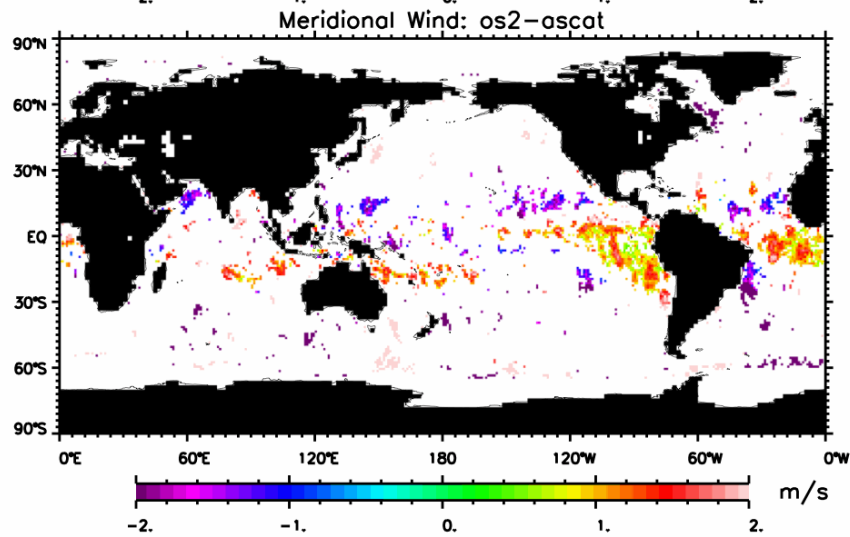 Meridional Wind: os2-ascat
90°N
60°N
30°N
EQ
30°S
60°S
90°S
0°E 60°E 120°E 180 120°W 60°W 0°W
-2. -1. 0. 1. 2. m/s